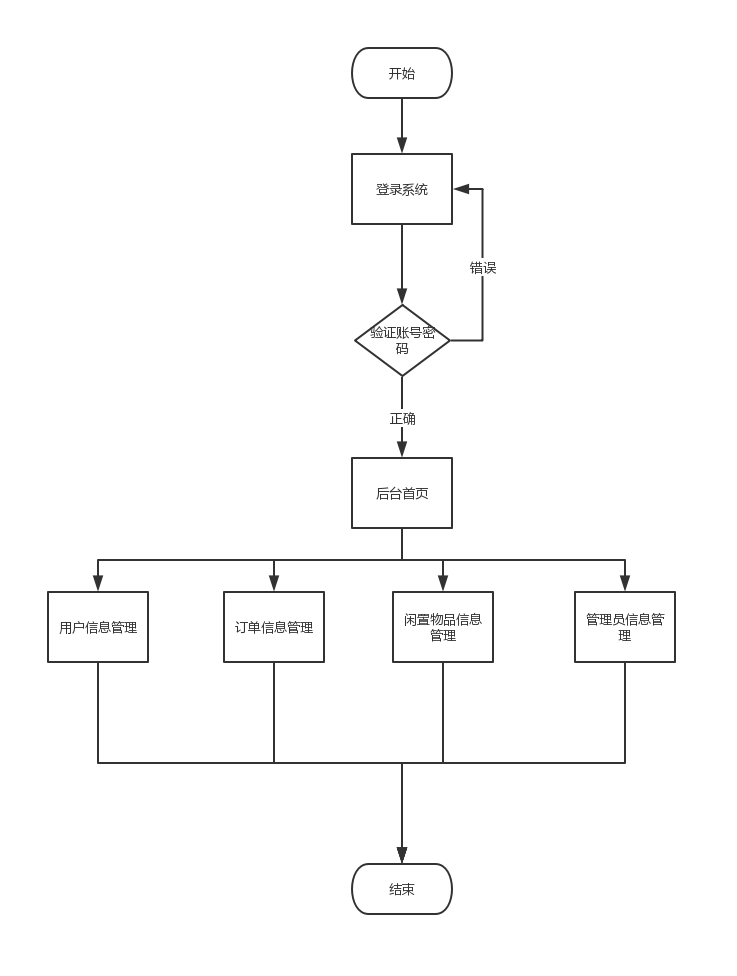 开始
登录系统
错误
验证账号密
码
正确
后台首页
用户信息管理
订单信息管理
闲置物品信息
管理
管理员信息管
理
结束